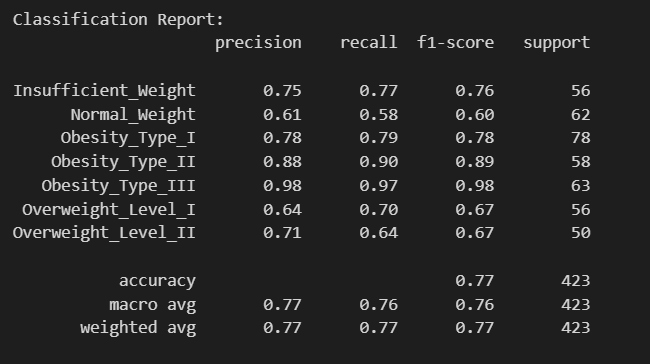 Classification Report:
                     precision    recall  f1-score   support

Insufficient_Weight       0.75      0.77      0.76        56
      Normal_Weight       0.61      0.58      0.60        62
     Obesity_Type_I       0.78      0.79      0.78        78
    Obesity_Type_II       0.88      0.90      0.89        58
   Obesity_Type_III       0.98      0.97      0.98        63
 Overweight_Level_I       0.64      0.70      0.67        56
Overweight_Level_II       0.71      0.64      0.67        50

           accuracy                           0.77       423
          macro avg       0.77      0.76      0.76       423
       weighted avg       0.77      0.77      0.77       423